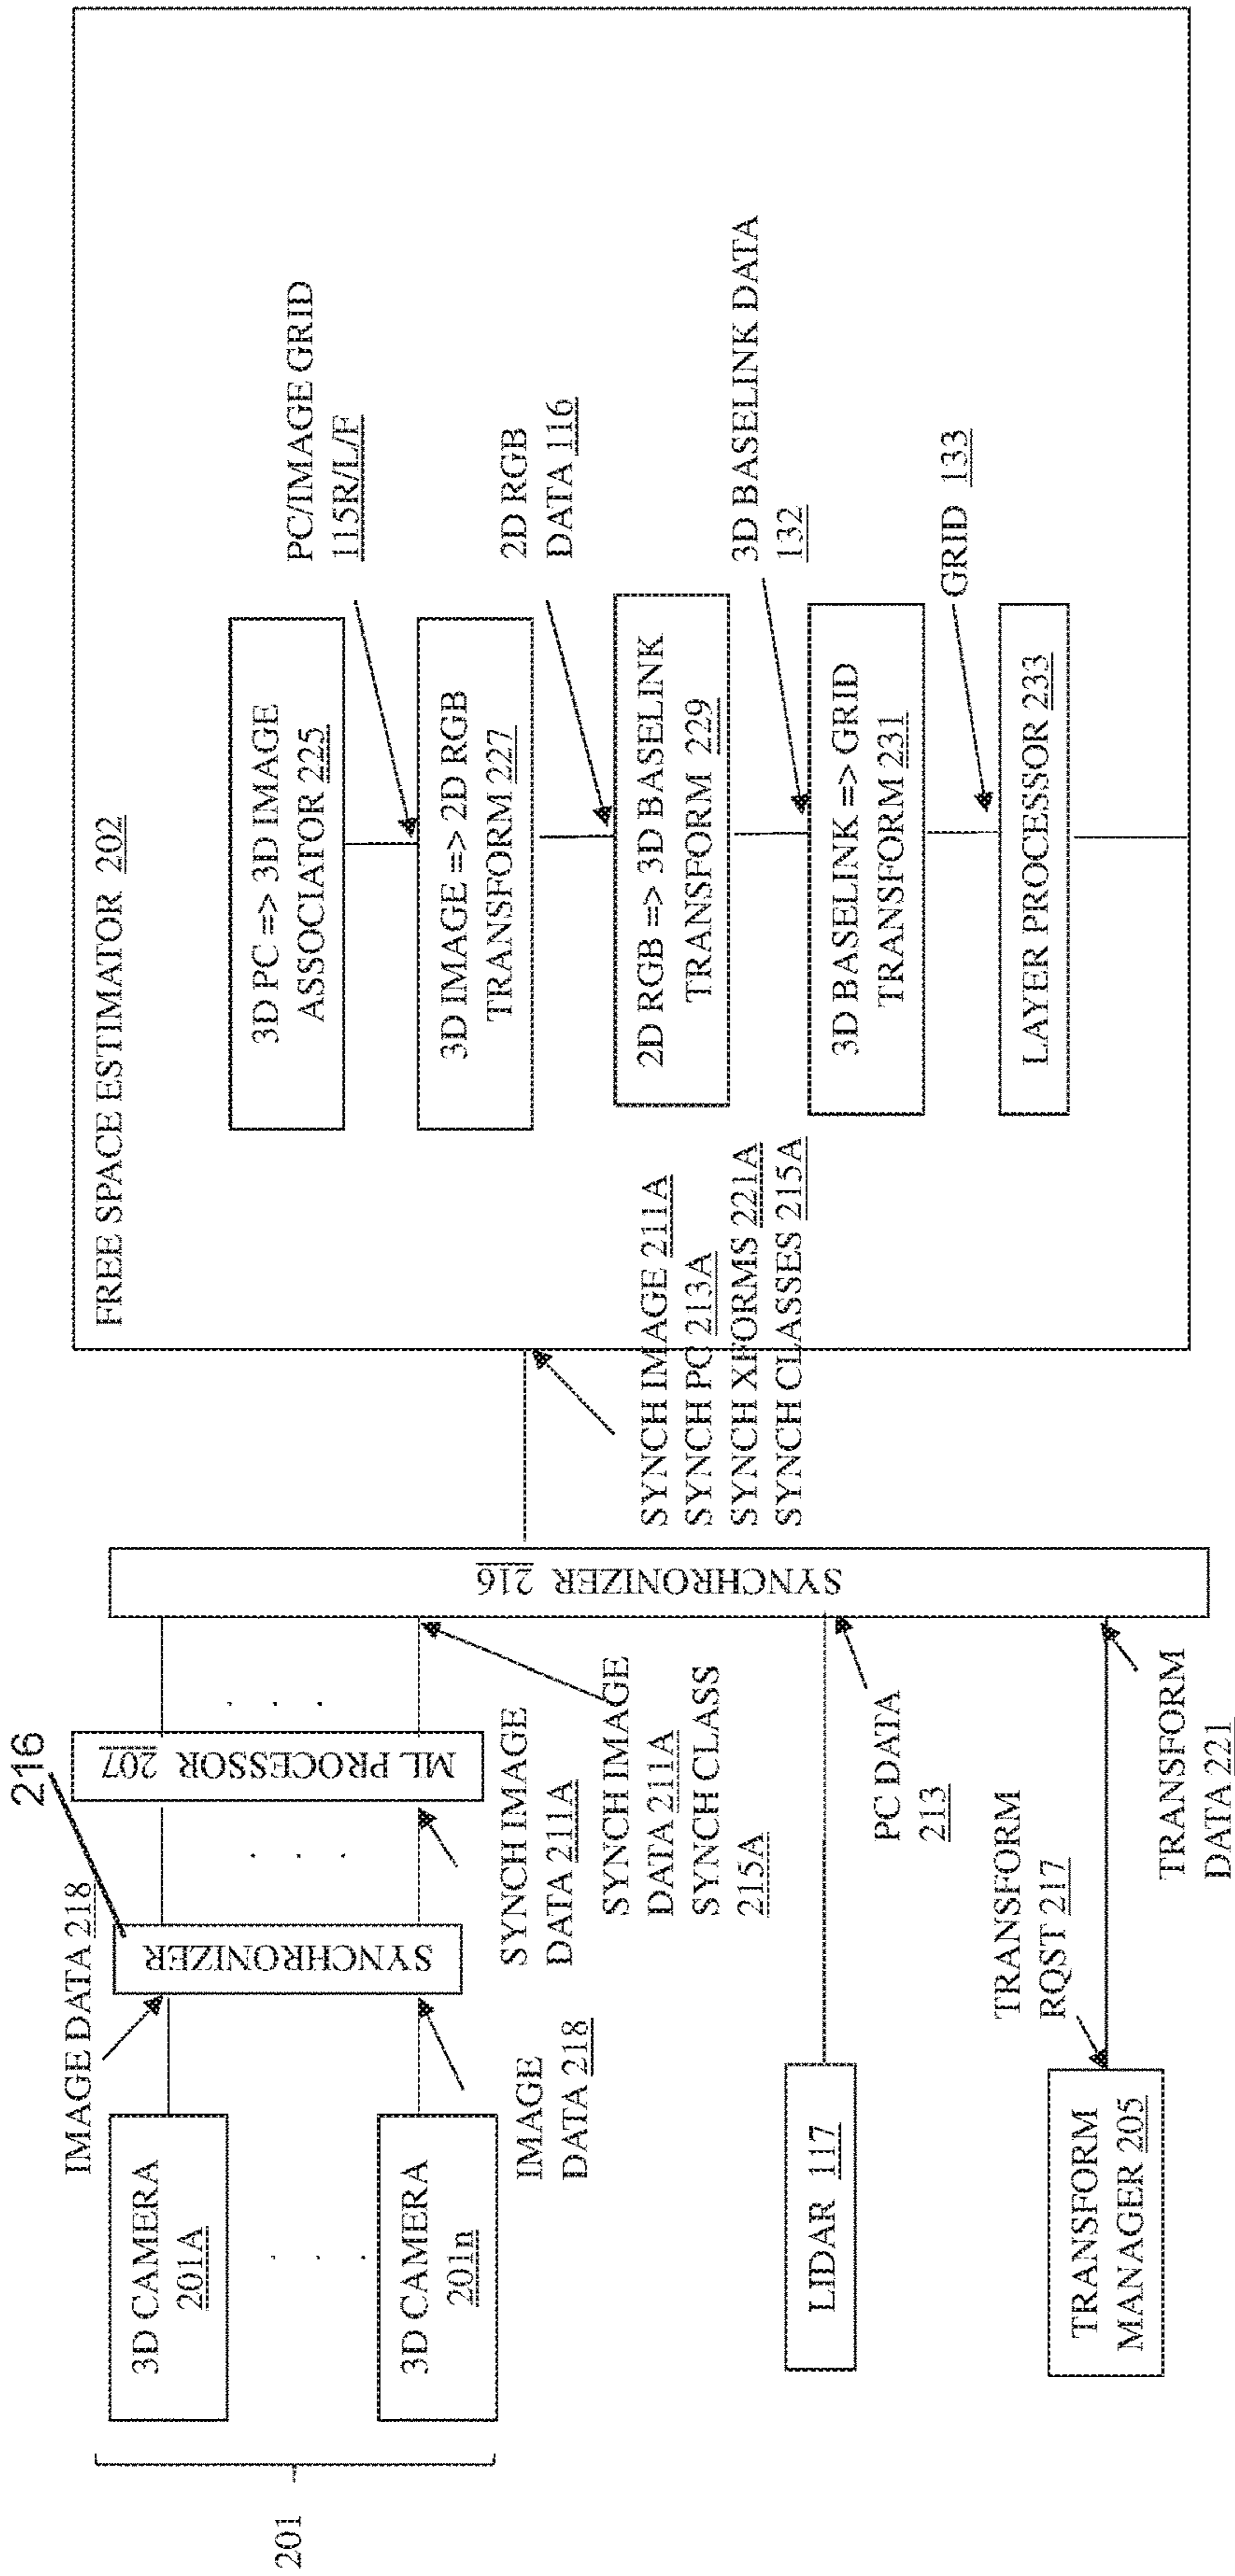 201
3D CAMERA
201A
. . .
3D CAMERA
201n
IMAGE DATA 218
IMAGE
DATA 218
216
SYNCHRONIZER
. . .
SYNCH IMAGE
DATA 211A
ML PROCESSOR 207
. . .
SYNCH IMAGE
DATA 211A
SYNCH CLASS
215A
LIDAR 117
PC DATA
213
TRANSFORM
MANAGER 205
TRANSFORM
RQST 217
TRANSFORM
DATA 221
SYNCHRONIZER 216
SYNCH IMAGE 211A
SYNCH PC 213A
SYNCH XFORMS 221A
SYNCH CLASSES 215A
FREE SPACE ESTIMATOR 202
3D PC => 3D IMAGE
ASSOCIATOR 225
PC/IMAGE GRID
115R/L/F
3D IMAGE => 2D RGB
TRANSFORM 227
2D RGB
DATA 116
2D RGB => 3D BASELINK
TRANSFORM 229
3D BASELINK DATA
132
3D BASELINK => GRID
TRANSFORM 231
GRID 133
LAYER PROCESSOR 233